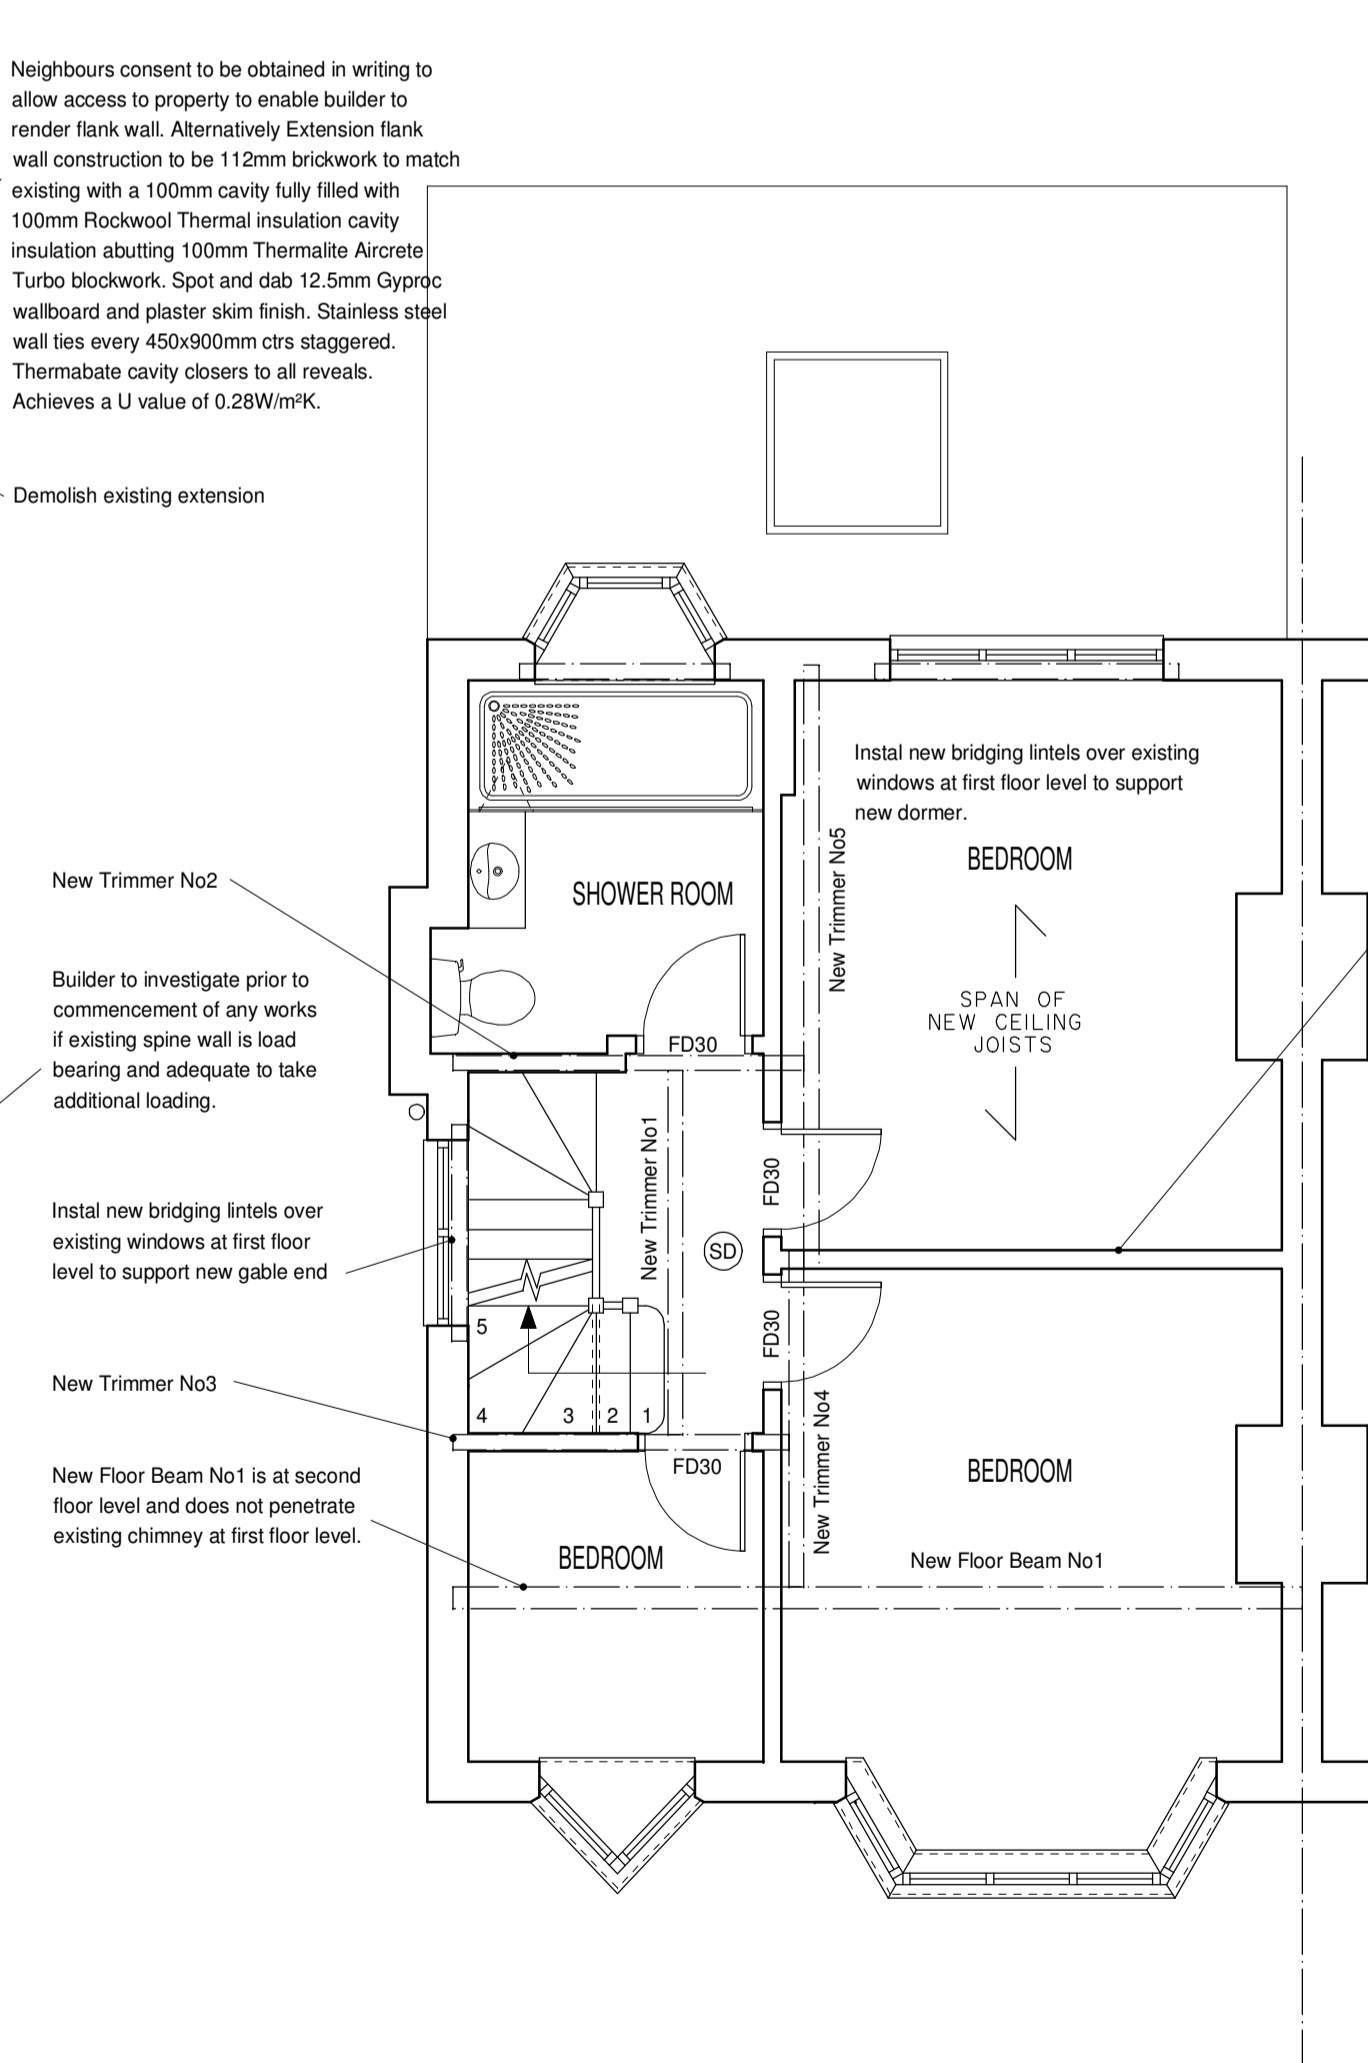 Neighbours consent to be obtained in writing to
allow access to property to enable builder to
render flank wall. Alternatively Extension flank
wall construction to be 112mm brickwork to match
existing with a 100mm cavity fully filled with
100mm Rockwool Thermal insulation cavity
insulation abutting 100mm Thermalite Aircrete
Turbo blockwork. Spot and dab 12.5mm Gyproc
wallboard and plaster skim finish. Stainless steel
wall ties every 450x900mm ctrs staggered.
Thermabate cavity closers to all reveals.
Achieves a U value of 0.28W/m²K.
Demolish existing extension
Instal new bridging lintels over existing
windows at first floor level to support
new dormer.
BEDROOM
New Trimmer No5
New Trimmer No2
SHOWER ROOM
Builder to investigate prior to
commencement of any works
if existing spine wall is load
bearing and adequate to take
additional loading.
SPAN OF
NEW CEILING
JOISTS
FD30
New Trimmer No1
FD30
SD
Instal new bridging lintels over
existing windows at first floor
level to support new gable end
FD30
5
4
3
2
1
New Trimmer No3
New Trimmer No4
FD30
New Floor Beam No1 is at second
floor level and does not penetrate
existing chimney at first floor level.
BEDROOM
BEDROOM
New Floor Beam No1